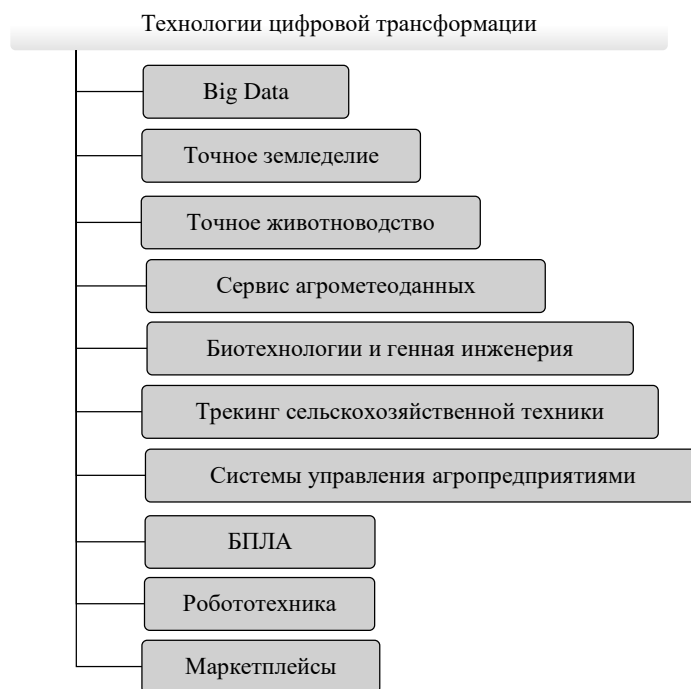 Технологии цифровой трансформации
Big Data
Точное земледелие
Точное животноводство
Сервис агрометеоданных
Биотехнологии и генная инженерия
Трекинг сельскохозяйственной техники
Системы управления агропредприятиями
БПЛА
Робототехника
Маркетплейсы